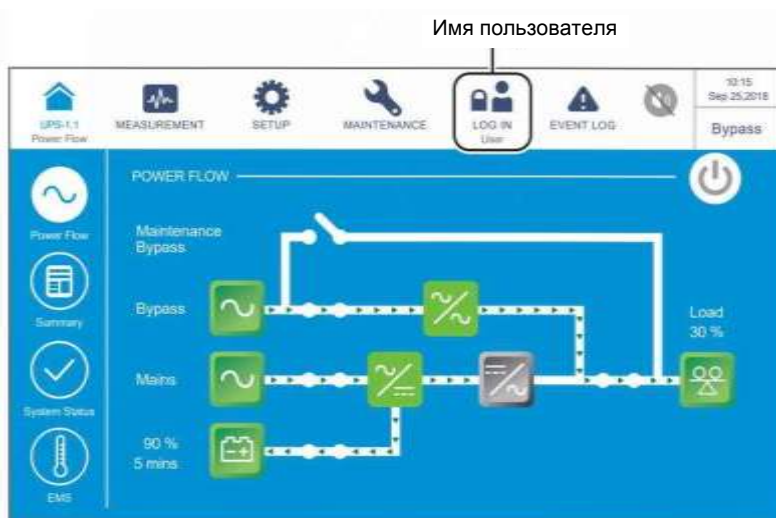 Имя пользователя
UPS-1.1
Power Flow
MEASUREMENT
SETUP
MAINTENANCE
LOG IN
User
EVENT LOG
10:15
Sep 25,2018
Bypass
POWER FLOW
Power Flow
Maintenance
Bypass
Bypass
Load
30 %
Summary
Mains
System Status
90 %
5 mins
EMS